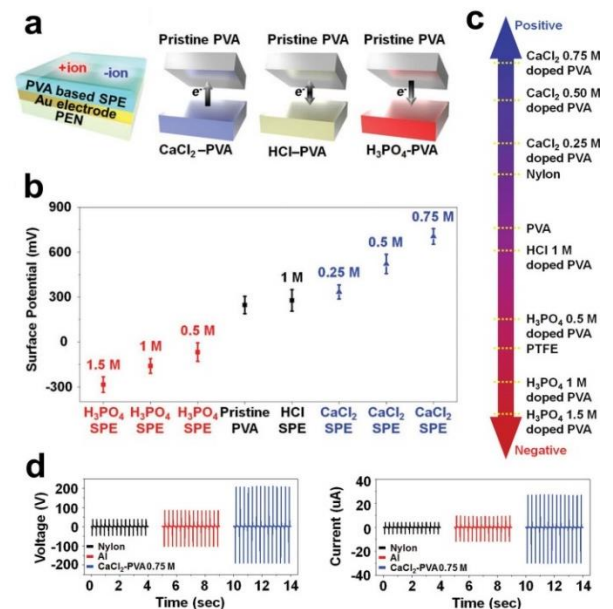 a
+ion
-ion
PVA based SPE
Au electrode
PEN
Pristine PVA
e-
CaCl₂–PVA
Pristine PVA
e-
HCl–PVA
Pristine PVA
e-
H₃PO₄-PVA
b
Surface Potential (mV)
900
600
300
0
-300
1.5 M
1 M
0.5 M
1 M
0.25 M
0.5 M
0.75 M
H₃PO₄
SPE
H₃PO₄
SPE
H₃PO₄
SPE
Pristine
PVA
HCl
SPE
CaCl₂
SPE
CaCl₂
SPE
CaCl₂
SPE
c
Positive
CaCl₂ 0.75 M
doped PVA
CaCl₂ 0.50 M
doped PVA
CaCl₂ 0.25 M
doped PVA
Nylon
PVA
HCl 1 M
doped PVA
H₃PO₄ 0.5 M
doped PVA
PTFE
H₃PO₄ 1 M
doped PVA
H₃PO₄ 1.5 M
doped PVA
Negative
d
Voltage (V)
200
100
0
-100
-200
Nylon
Al
CaCl₂-PVA0.75 M
0 2 4 6 8 10 12 14
Time (sec)
Current (uA)
40
20
0
-20
-40
Nylon
Al
CaCl₂-PVA0.75 M
0 2 4 6 8 10 12 14
Time (sec)